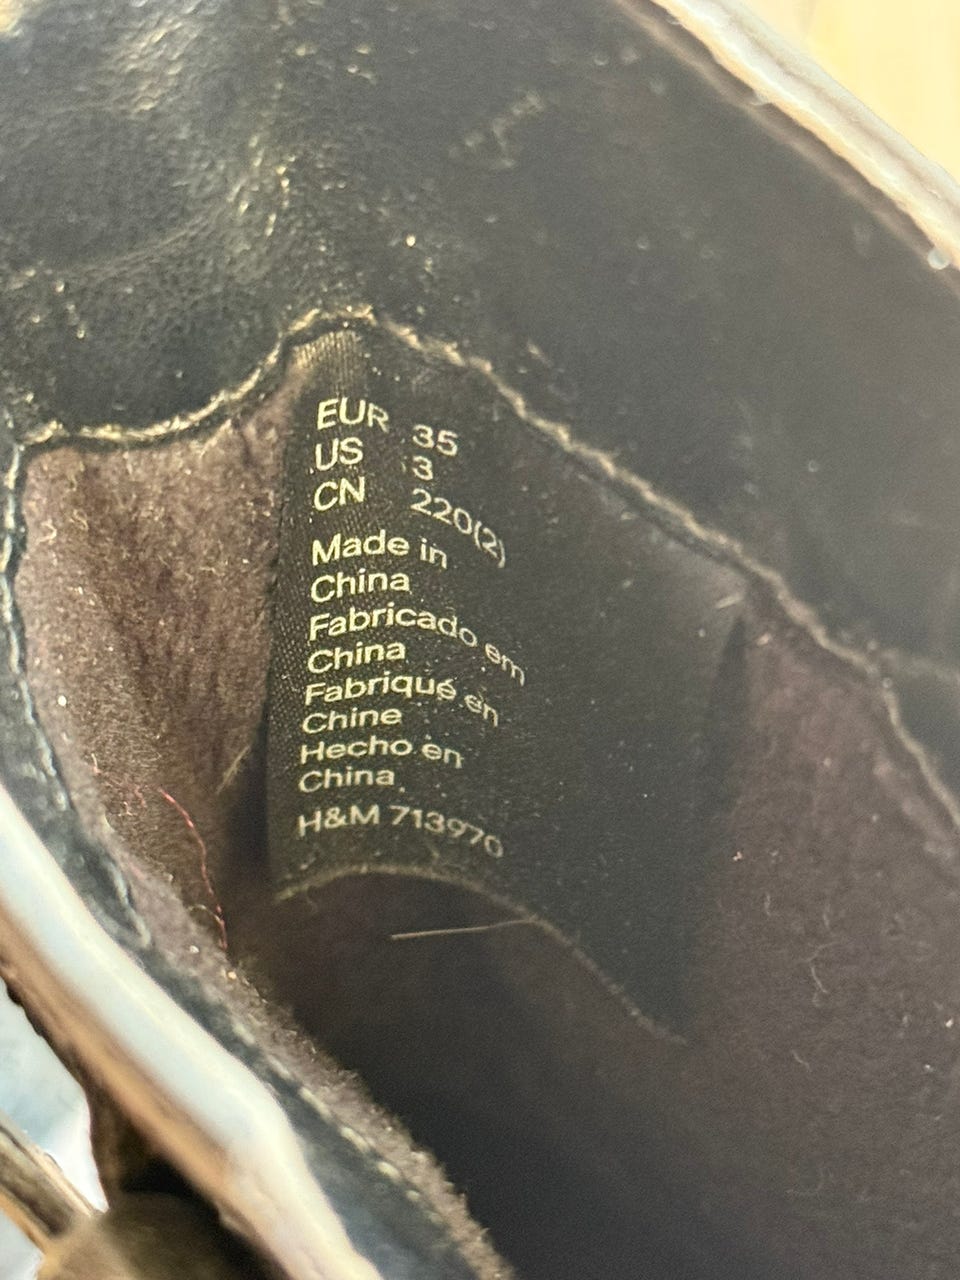 EUR 35
US 3
CN 220(2)
Made in
China
Fabricado em
China
Fabriqué en
Chine
Hecho en
China
H&M 713970